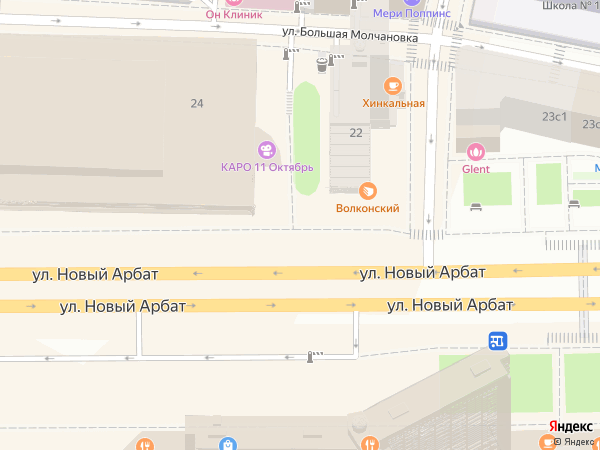 Он Клиник
Мери Поппинс
Школа № 1
ул. Большая Молчановка
24
Хинкальная
22
23с1
23с
КАРО 11 Октябрь
Glent
М
Волконский
ул. Новый Арбат
ул. Новый Арбат
ул. Новый Арбат
ул. Новый Арбат
Яндекс
© Яндекс